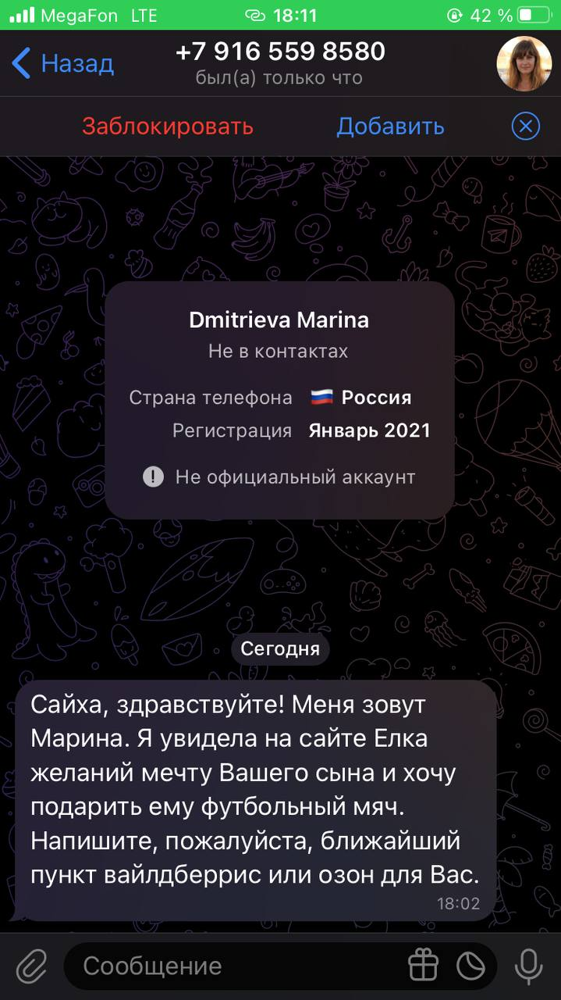 MegaFon LTE 18:11 42 %
Назад
+7 916 559 8580
был(а) только что
Заблокировать Добавить
Dmitrieva Marina
Не в контактах
Страна телефона Россия
Регистрация Январь 2021
Не официальный аккаунт
Сегодня
Сайха, здравствуйте! Меня зовут
Марина. Я увидела на сайте Елка
желаний мечту Вашего сына и хочу
подарить ему футбольный мяч.
Напишите, пожалуйста, ближайший
пункт вайлдберрис или озон для Вас.
18:02
Сообщение